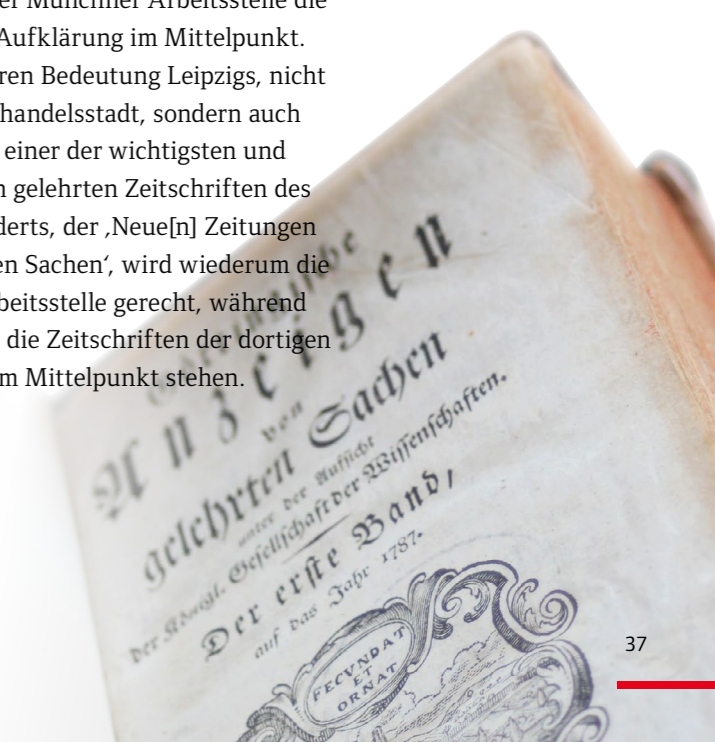 er Münchner Arbeitsstelle die
Aufklärung im Mittelpunkt.
ren Bedeutung Leipzigs, nicht
handelsstadt, sondern auch
einer der wichtigsten und
n gelehrten Zeitschriften des
derts, der ‚Neue[n] Zeitungen
en Sachen‘, wird wiederum die
beitsstelle gerecht, während
die Zeitschriften der dortigen
m Mittelpunkt stehen.
Anzeigen
von
gelehrten Sachen
unter der Aufsicht
der Königl. Gesellschaft der Wissenschaften.
Der erste Band,
auf das Jahr 1787.
FECVNDAT
ET
ORNAT
37